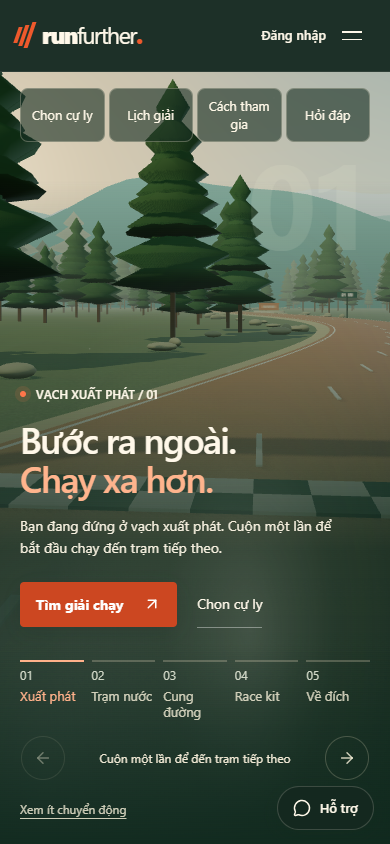 runfurther.
Đăng nhập
Chọn cự ly
Lịch giải
Cách tham
gia
Hỏi đáp
01
VẠCH XUẤT PHÁT / 01
Bước ra ngoài.
Chạy xa hơn.
Bạn đang đứng ở vạch xuất phát. Cuộn một lần để
bắt đầu chạy đến trạm tiếp theo.
Tìm giải chạy
Chọn cự ly
01
Xuất phát
02
Trạm nước
03
Cung
đường
04
Race kit
05
Về đích
Cuộn một lần để đến trạm tiếp theo
Xem ít chuyển động
Hỗ trợ